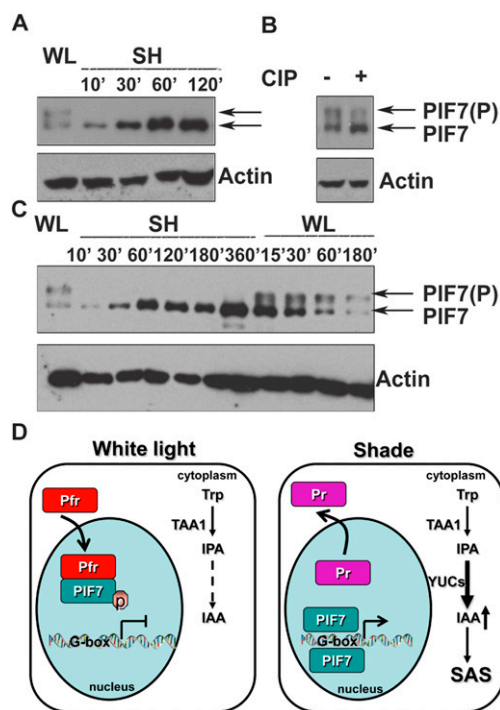 A
B
WL SH
10’ 30’ 60’ 120’
CIP - +
PIF7(P)
PIF7
Actin
Actin
C
WL SH WL
10’ 30’ 60’120’180’360’15’30’ 60’180’
PIF7(P)
PIF7
Actin
D
White light
cytoplasm
Pfr
Trp
TAA1
IPA
Pfr
PIF7
p
IAA
G-box
nucleus
Shade
cytoplasm
Pr
Trp
TAA1
IPA
Pr
YUCs
PIF7
IAA
G-box
PIF7
SAS
nucleus